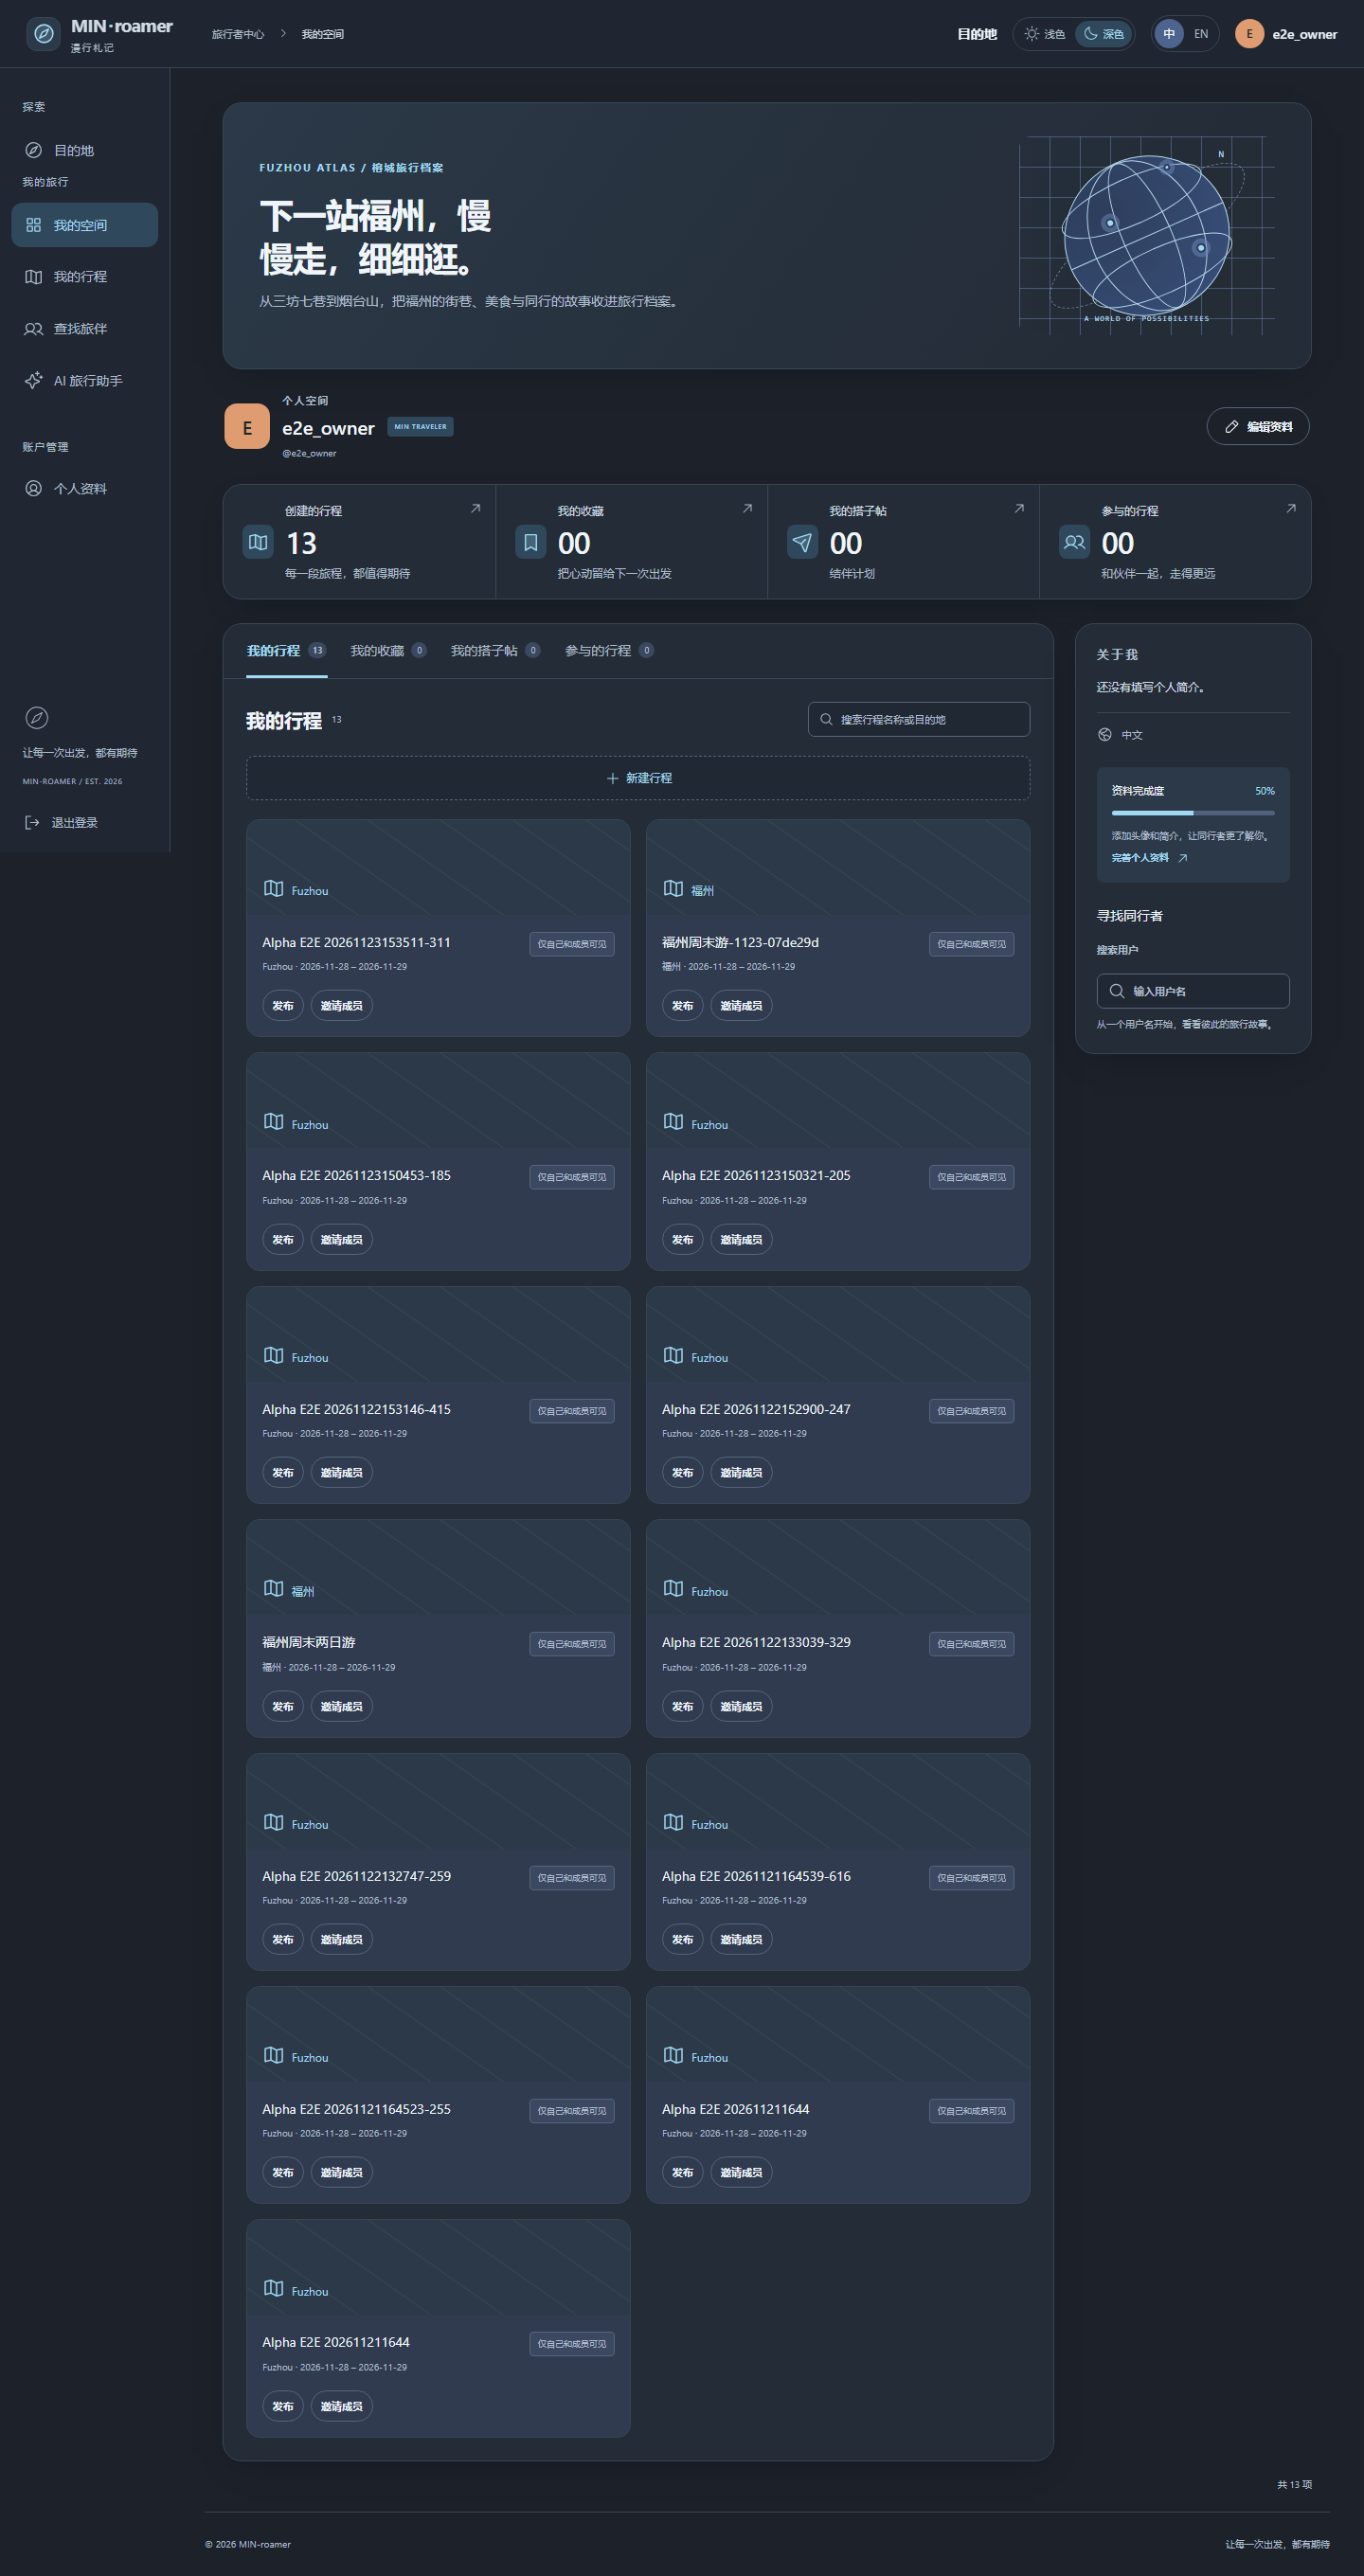 MIN·roamer
漫行札记
旅行者中心
我的空间
目的地
浅色
深色
中
EN
E
e2e_owner
探索
目的地
我的旅行
我的空间
我的行程
查找旅伴
AI 旅行助手
账户管理
个人资料
让每一次出发，都有期待
MIN-ROAMER / EST. 2026
退出登录
FUZHOU ATLAS / 榕城旅行档案
下一站福州，慢
慢走，细细逛。
从三坊七巷到烟台山，把福州的街巷、美食与同行的故事收进旅行档案。
N
A WORLD OF POSSIBILITIES
E
个人空间
e2e_owner
MIN TRAVELER
@e2e_owner
编辑资料
创建的行程
13
每一段旅程，都值得期待
我的收藏
00
把心动留给下一次出发
我的搭子帖
00
结伴计划
参与的行程
00
和伙伴一起，走得更远
我的行程 13
我的收藏 0
我的搭子帖 0
参与的行程 0
我的行程 13
搜索行程名称或目的地
新建行程
Fuzhou
Alpha E2E 20261123153511-311
仅自己和成员可见
Fuzhou · 2026-11-28 – 2026-11-29
发布
邀请成员
福州
福州周末游-1123-07de29d
仅自己和成员可见
福州 · 2026-11-28 – 2026-11-29
发布
邀请成员
Fuzhou
Alpha E2E 20261123150453-185
仅自己和成员可见
Fuzhou · 2026-11-28 – 2026-11-29
发布
邀请成员
Fuzhou
Alpha E2E 20261123150321-205
仅自己和成员可见
Fuzhou · 2026-11-28 – 2026-11-29
发布
邀请成员
Fuzhou
Alpha E2E 20261122153146-415
仅自己和成员可见
Fuzhou · 2026-11-28 – 2026-11-29
发布
邀请成员
Fuzhou
Alpha E2E 20261122152900-247
仅自己和成员可见
Fuzhou · 2026-11-28 – 2026-11-29
发布
邀请成员
福州
福州周末两日游
仅自己和成员可见
福州 · 2026-11-28 – 2026-11-29
发布
邀请成员
Fuzhou
Alpha E2E 20261122133039-329
仅自己和成员可见
Fuzhou · 2026-11-28 – 2026-11-29
发布
邀请成员
Fuzhou
Alpha E2E 20261122132747-259
仅自己和成员可见
Fuzhou · 2026-11-28 – 2026-11-29
发布
邀请成员
Fuzhou
Alpha E2E 20261121164539-616
仅自己和成员可见
Fuzhou · 2026-11-28 – 2026-11-29
发布
邀请成员
Fuzhou
Alpha E2E 20261121164523-255
仅自己和成员可见
Fuzhou · 2026-11-28 – 2026-11-29
发布
邀请成员
Fuzhou
Alpha E2E 202611211644
仅自己和成员可见
Fuzhou · 2026-11-28 – 2026-11-29
发布
邀请成员
Fuzhou
Alpha E2E 202611211644
仅自己和成员可见
Fuzhou · 2026-11-28 – 2026-11-29
发布
邀请成员
关于我
还没有填写个人简介。
中文
资料完成度
50%
添加头像和简介，让同行者更了解你。
完善个人资料
寻找同行者
搜索用户
输入用户名
从一个用户名开始，看看彼此的旅行故事。
共 13 项
© 2026 MIN-roamer
让每一次出发，都有期待